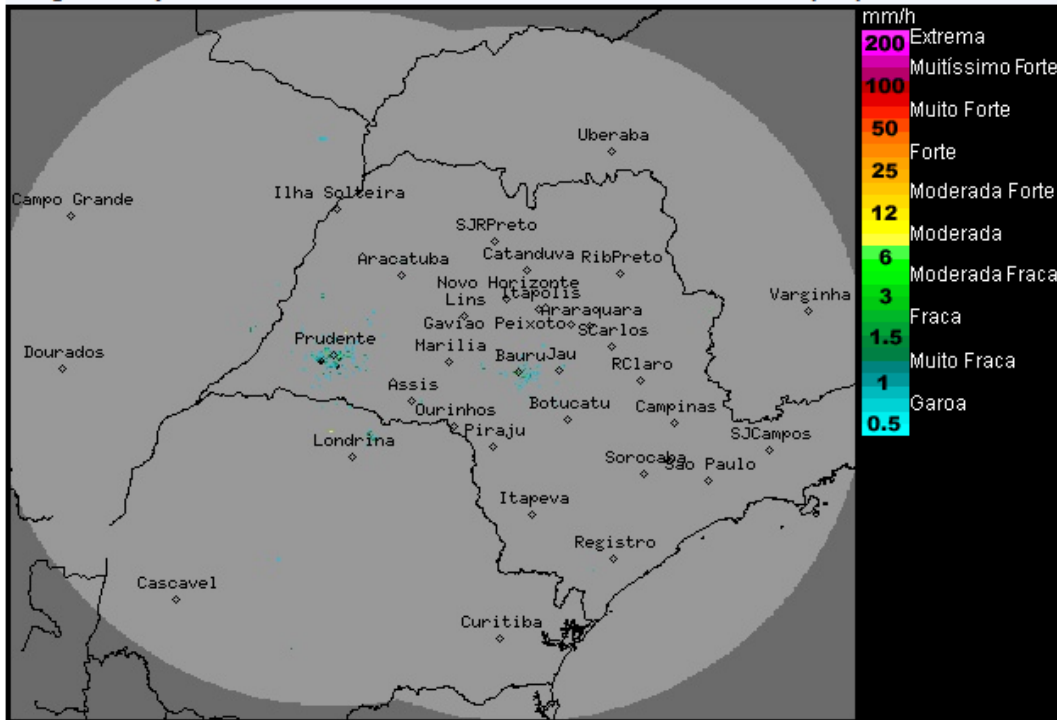 mm/h
200 Extrema
Muitíssimo Forte
100
Muito Forte
50
Forte
25
Moderada Forte
12
Moderada
6
Moderada Fraca
3
Fraca
1.5
Muito Fraca
1
Garoa
0.5
Uberaba
Ilha Solteira
Campo Grande
SJRPreto
Catanduva
RibPreto
Aracatuba
Novo Horizonte
Itapolis
Varginha
Lins
Araraquara
Gaviao Peixoto
SCarlos
Prudente
Dourados
Marilia
Bauru
Jau
RClaro
Assis
Botucatu
Campinas
Ourinhos
Piraju
Londrina
SJCampos
Sorocaba
Sao Paulo
Itapeva
Registro
Cascavel
Curitiba